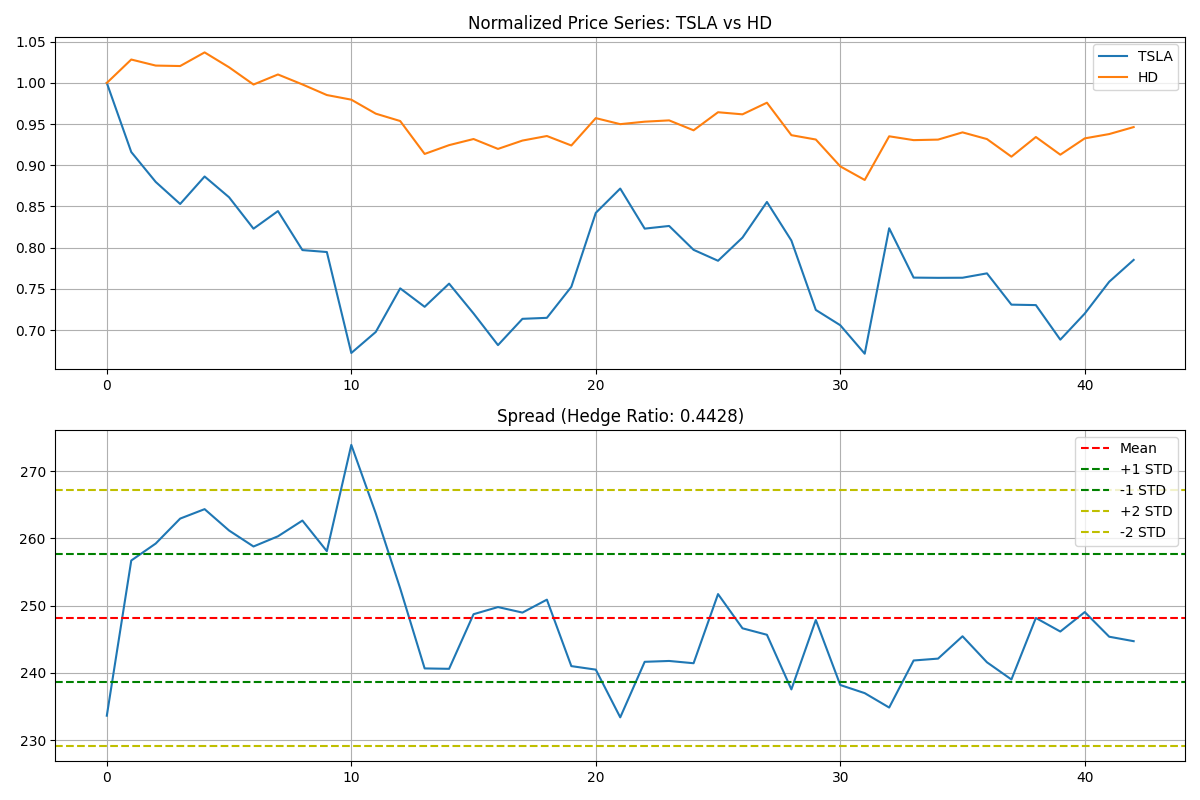 Normalized Price Series: TSLA vs HD
1.05
1.00
0.95
0.90
0.85
0.80
0.75
0.70
TSLA
HD
0 10 20 30 40
Spread (Hedge Ratio: 0.4428)
270
260
250
240
230
Mean
+1 STD
-1 STD
+2 STD
-2 STD
0 10 20 30 40